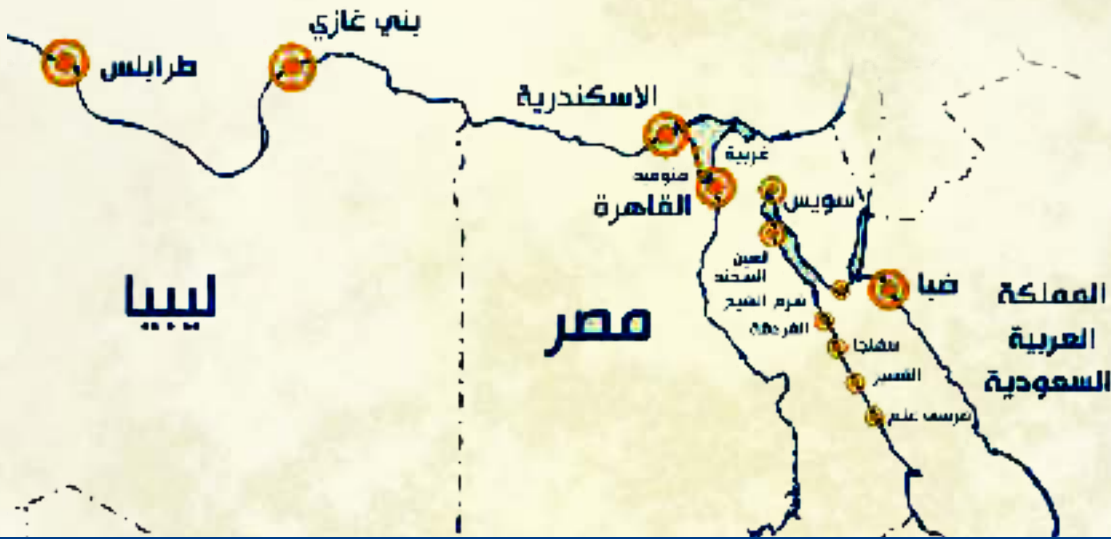 بني غازي
طرابلس
الاسكندرية
غربية
منوفية
القاهرة
سويس
العين
السخنة
شرم الشيخ
الغردقة
سفاجا
القصير
مرسى علم
ضبا
ليبيا
مصر
المملكة
العربية
السعودية